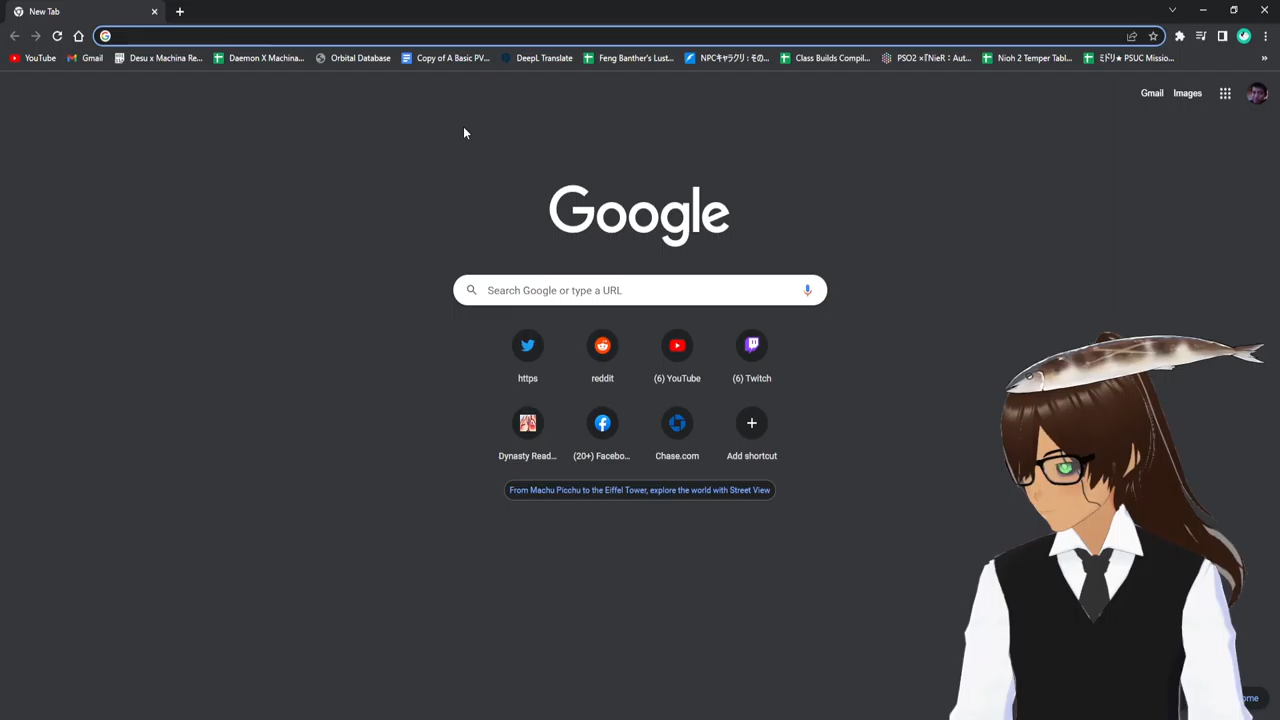 New Tab
YouTube
Gmail
Desu x Machina Re...
Daemon X Machina...
Orbital Database
Copy of A Basic PV...
DeepL Translate
Feng Banther's Lust...
NPCキャラクリ : その...
Class Builds Compil...
PSO2 ×『NieR : Aut...
Nioh 2 Temper Tabl...
ミドリ★ PSUC Missio...
»
Gmail
Images
Google
Search Google or type a URL
https
reddit
(6) YouTube
(6) Twitch
Dynasty Read...
(20+) Facebo...
Chase.com
Add shortcut
From Machu Picchu to the Eiffel Tower, explore the world with Street View
ome